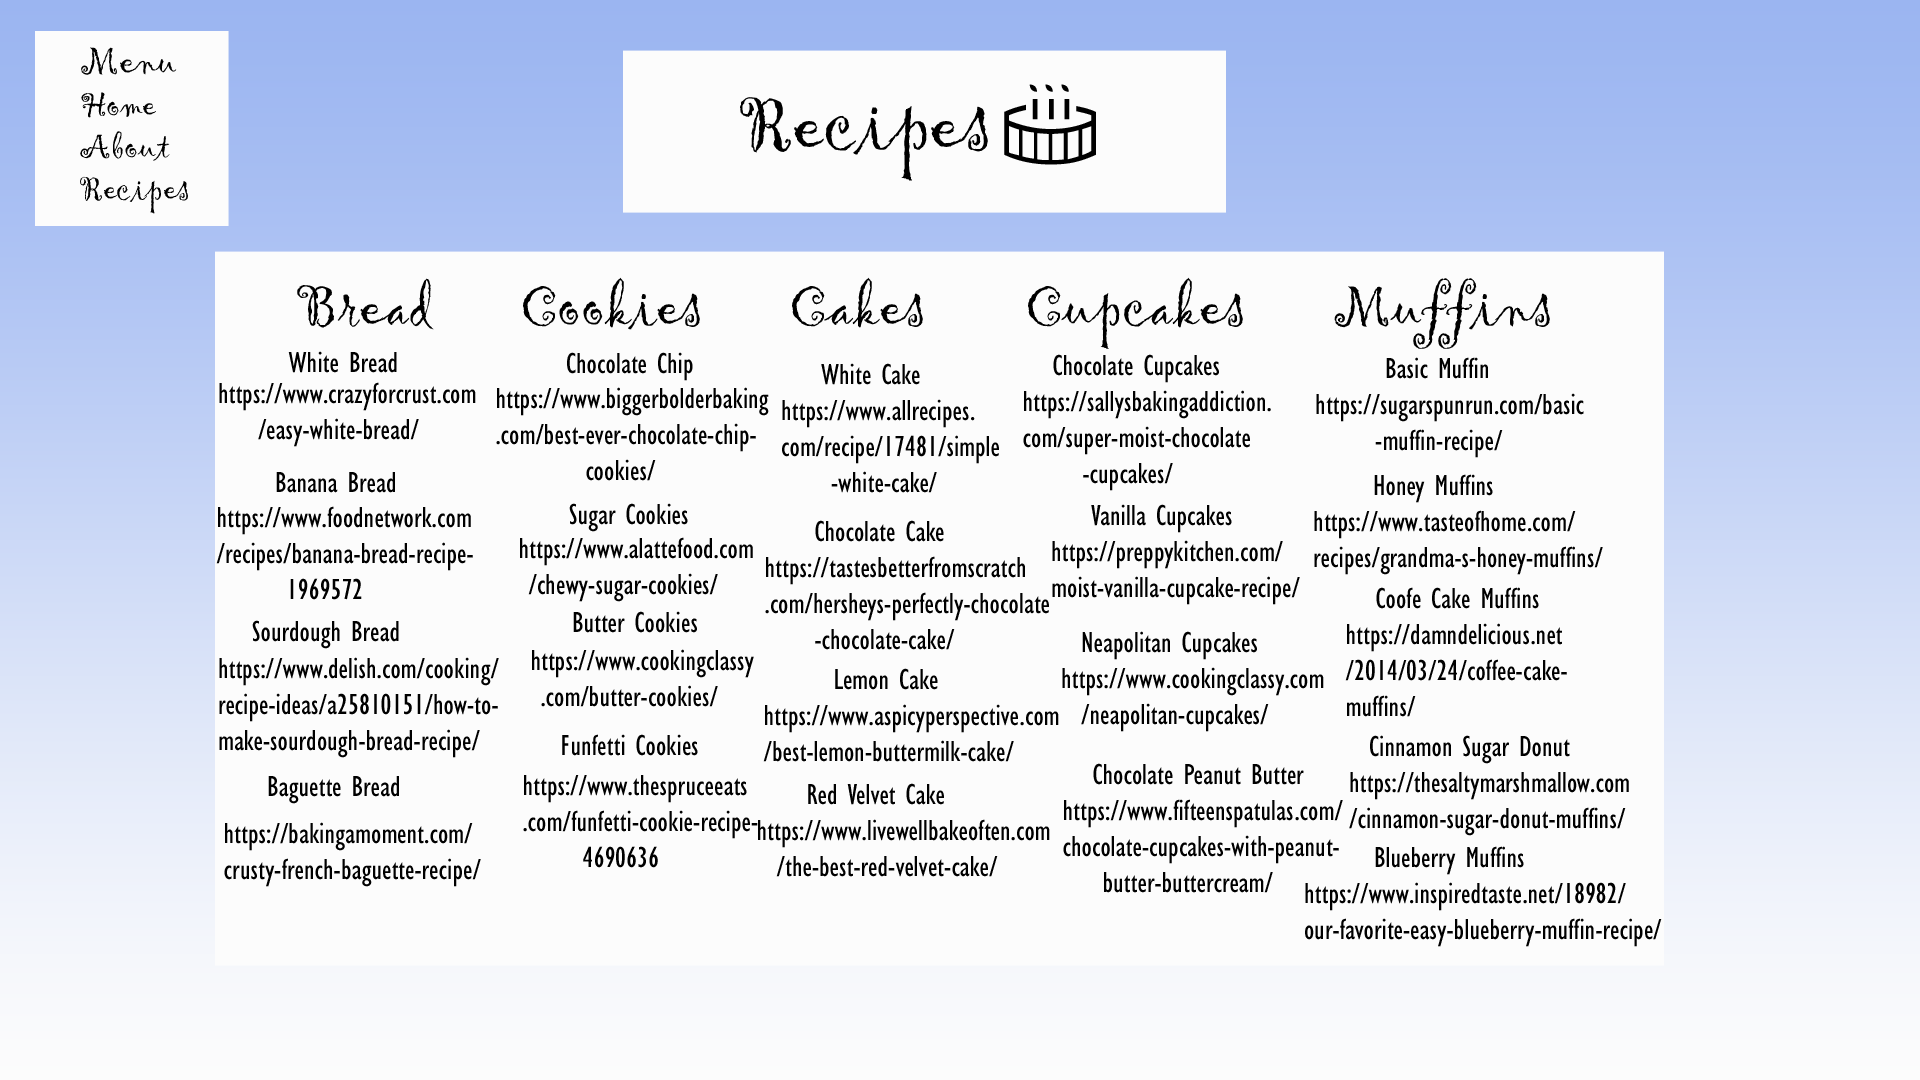 Menu
Home
About
Recipes
Recipes
Bread
White Bread
https://www.crazyforcrust.com
/easy-white-bread/
Banana Bread
https://www.foodnetwork.com
/recipes/banana-bread-recipe-
1969572
Sourdough Bread
https://www.delish.com/cooking/
recipe-ideas/a25810151/how-to-
make-sourdough-bread-recipe/
Baguette Bread
https://bakingamoment.com/
crusty-french-baguette-recipe/
Cookies
Chocolate Chip
https://www.biggerbolderbaking
.com/best-ever-chocolate-chip-
cookies/
Sugar Cookies
https://www.alattefood.com
/chewy-sugar-cookies/
Butter Cookies
https://www.cookingclassy
.com/butter-cookies/
Funfetti Cookies
https://www.thespruceeats
.com/funfetti-cookie-recipe-
4690636
Cakes
White Cake
https://www.allrecipes.
com/recipe/17481/simple
-white-cake/
Chocolate Cake
https://tastesbetterfromscratch
.com/hersheys-perfectly-chocolate
-chocolate-cake/
Lemon Cake
https://www.aspicyperspective.com
/best-lemon-buttermilk-cake/
Red Velvet Cake
https://www.livewellbakeoften.com
/the-best-red-velvet-cake/
Cupcakes
Chocolate Cupcakes
https://sallysbakingaddiction.
com/super-moist-chocolate
-cupcakes/
Vanilla Cupcakes
https://preppykitchen.com/
moist-vanilla-cupcake-recipe/
Neapolitan Cupcakes
https://www.cookingclassy.com
/neapolitan-cupcakes/
Chocolate Peanut Butter
https://www.fifteenspatulas.com/
chocolate-cupcakes-with-peanut-
butter-buttercream/
Muffins
Basic Muffin
https://sugarspunrun.com/basic
-muffin-recipe/
Honey Muffins
https://www.tasteofhome.com/
recipes/grandma-s-honey-muffins/
Coofe Cake Muffins
https://damndelicious.net
/2014/03/24/coffee-cake-
muffins/
Cinnamon Sugar Donut
https://thesaltymarshmallow.com
/cinnamon-sugar-donut-muffins/
Blueberry Muffins
https://www.inspiredtaste.net/18982/
our-favorite-easy-blueberry-muffin-recipe/